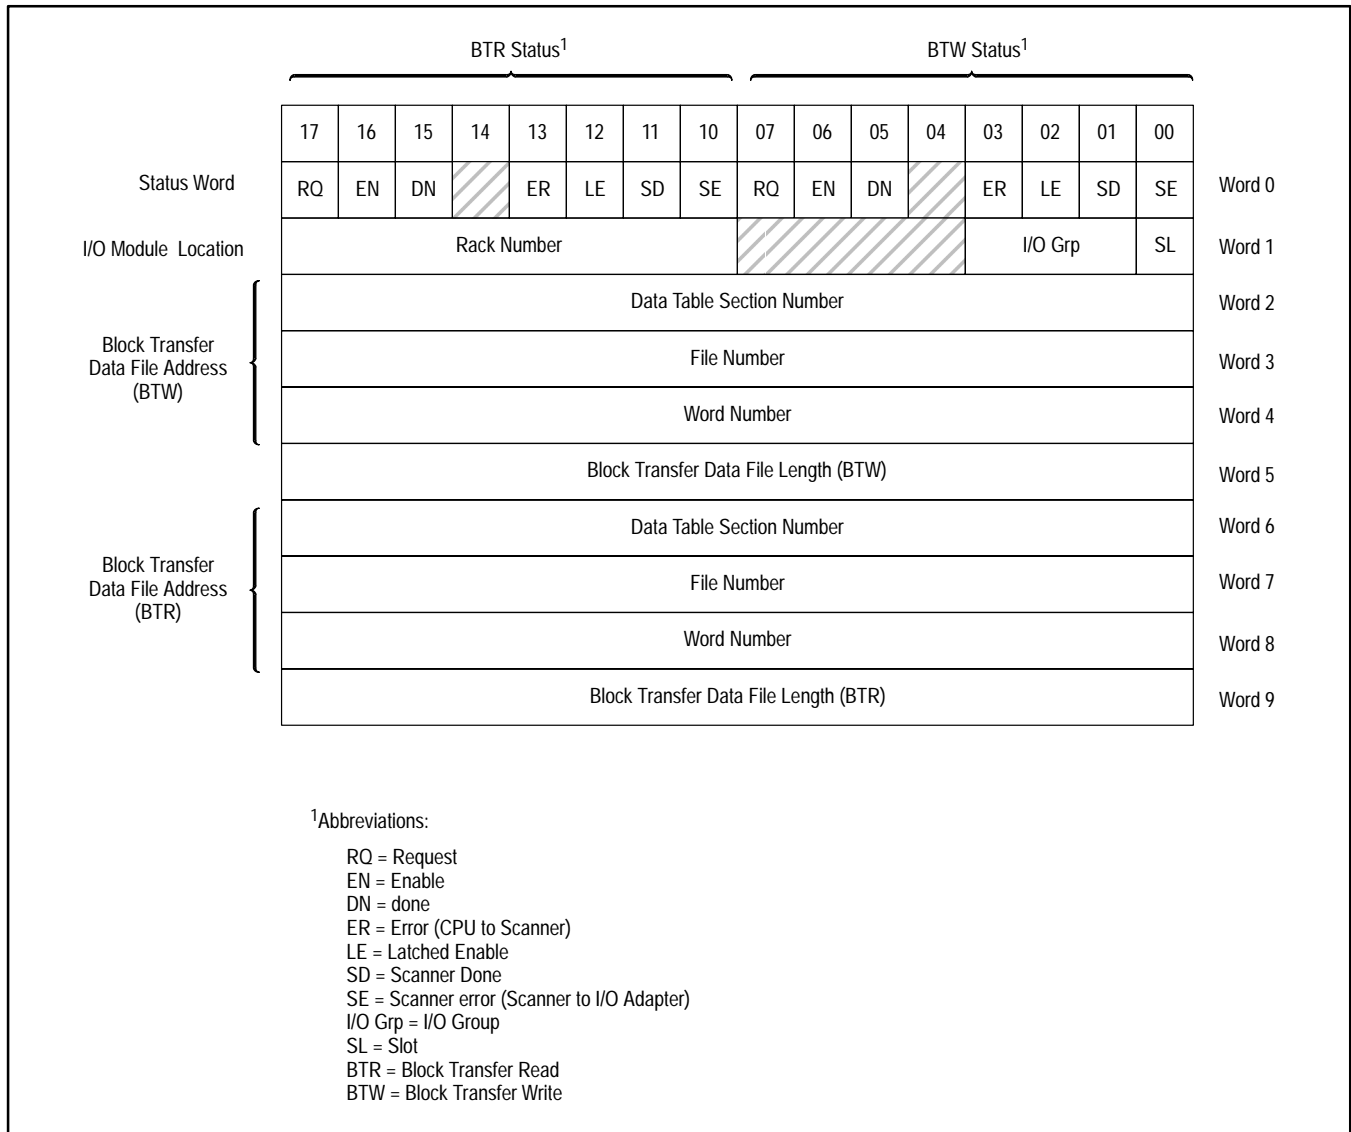 BTR Status1 BTW Status1
17 16 15 14 13 12 11 10 07 06 05 04 03 02 01 00
Status Word RQ EN DN ER LE SD SE RQ EN DN ER LE SD SE Word 0
I/O Module Location Rack Number I/O Grp SL Word 1
Data Table Section Number Word 2
Block Transfer
Data File Address
(BTW)
File Number Word 3
Word Number Word 4
Block Transfer Data File Length (BTW) Word 5
Data Table Section Number Word 6
Block Transfer
Data File Address
(BTR)
File Number Word 7
Word Number Word 8
Block Transfer Data File Length (BTR) Word 9
1Abbreviations:
RQ = Request
EN = Enable
DN = done
ER = Error (CPU to Scanner)
LE = Latched Enable
SD = Scanner Done
SE = Scanner error (Scanner to I/O Adapter)
I/O Grp = I/O Group
SL = Slot
BTR = Block Transfer Read
BTW = Block Transfer Write